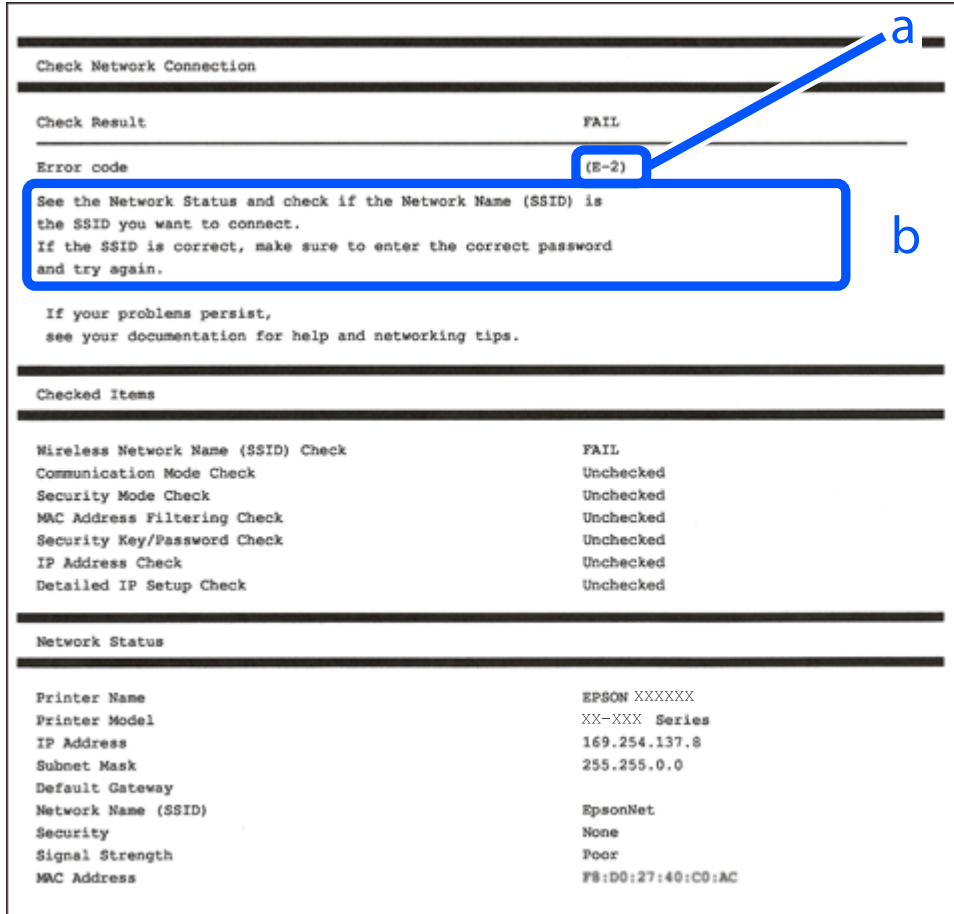 a
Check Network Connection
Check Result FAIL
Error code (E-2)
See the Network Status and check if the Network Name (SSID) is
the SSID you want to connect.
If the SSID is correct, make sure to enter the correct password
and try again.
b
If your problems persist,
see your documentation for help and networking tips.
Checked Items
Wireless Network Name (SSID) Check FAIL
Communication Mode Check Unchecked
Security Mode Check Unchecked
MAC Address Filtering Check Unchecked
Security Key/Password Check Unchecked
IP Address Check Unchecked
Detailed IP Setup Check Unchecked
Network Status
Printer Name EPSON XXXXXX
Printer Model XX-XXX Series
IP Address 169.254.137.8
Subnet Mask 255.255.0.0
Default Gateway
Network Name (SSID) EpsonNet
Security None
Signal Strength Poor
MAC Address F8:D0:27:40:C0:AC